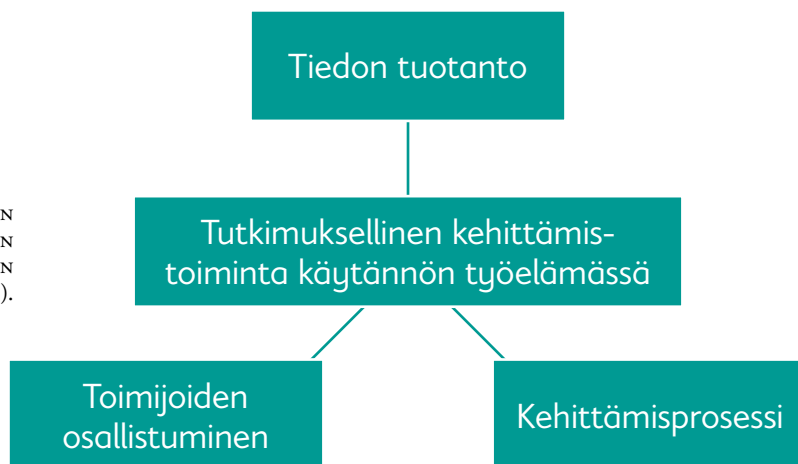 Tiedon tuotanto
N
N
N
).
Tutkimuksellinen kehittämis-
toiminta käytännön työelämässä
Toimijoiden
osallistuminen
Kehittämisprosessi